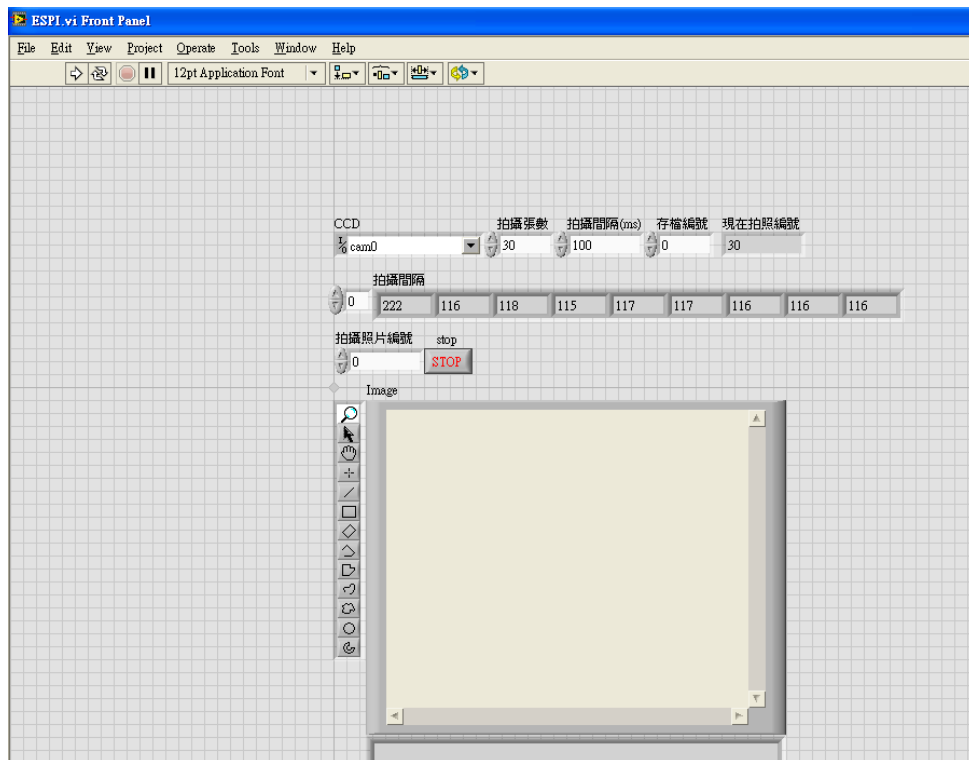 ESPI.vi Front Panel
File Edit View Project Operate Tools Window Help
12pt Application Font
CCD 拍攝張數 拍攝間隔(ms) 存檔編號 現在拍照編號
cam0 30 100 0 30
拍攝間隔
0 222 116 118 115 117 117 116 116 116
拍攝照片編號 stop
0 STOP
Image